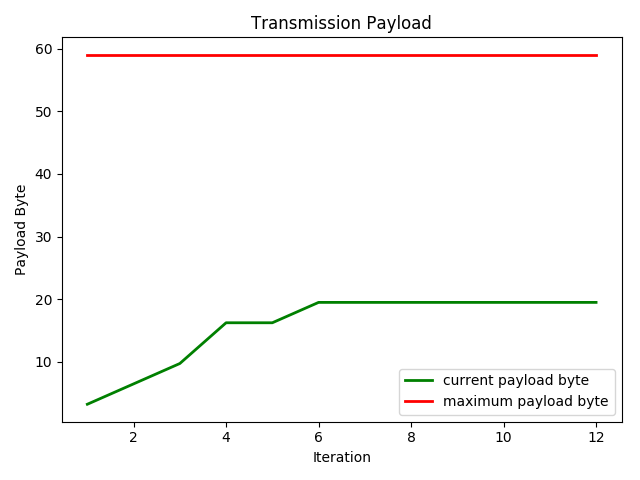 Transmission Payload
60
50
40
30
20
10
Payload Byte
2
4
6
8
10
12
Iteration
current payload byte
maximum payload byte